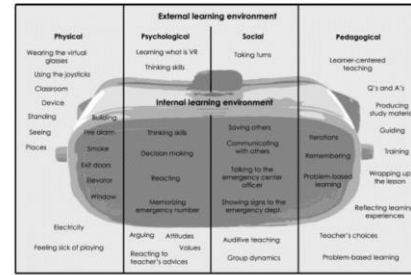 External learning environment
Physical
Psychological
Social
Pedagogical
Wearing the virtual
glasses
Using the joysticks
Classroom
Device
Standing
Seeing
Places
Building
Fire alarm
Smoke
Exit doors
Elevator
Window
Electricity
Feeling sick of playing
Learning what is VR
Thinking skills
Taking turns
Internal learning environment
Thinking skills
Decision making
Reacting
Memorizing
emergency number
Arguing
Attitudes
Values
Reacting to
teacher's advices
Saving others
Communicating
with others
Talking to the
emergency center
officer
Showing signs to the
emergency dept.
Auditive teaching
Group dynamics
Learner-centered
teaching
Q's and A's
Producing
study material
Guiding
Training
Iterations
Remembering
Problem-based
learning
Wrapping up
the lesson
Reflecting learning
experiences
Teacher's choices
Problem-based learning